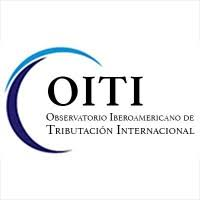 OITI
OBSERVATORIO IBEROAMERICANO DE
TRIBUTACIÓN INTERNACIONAL